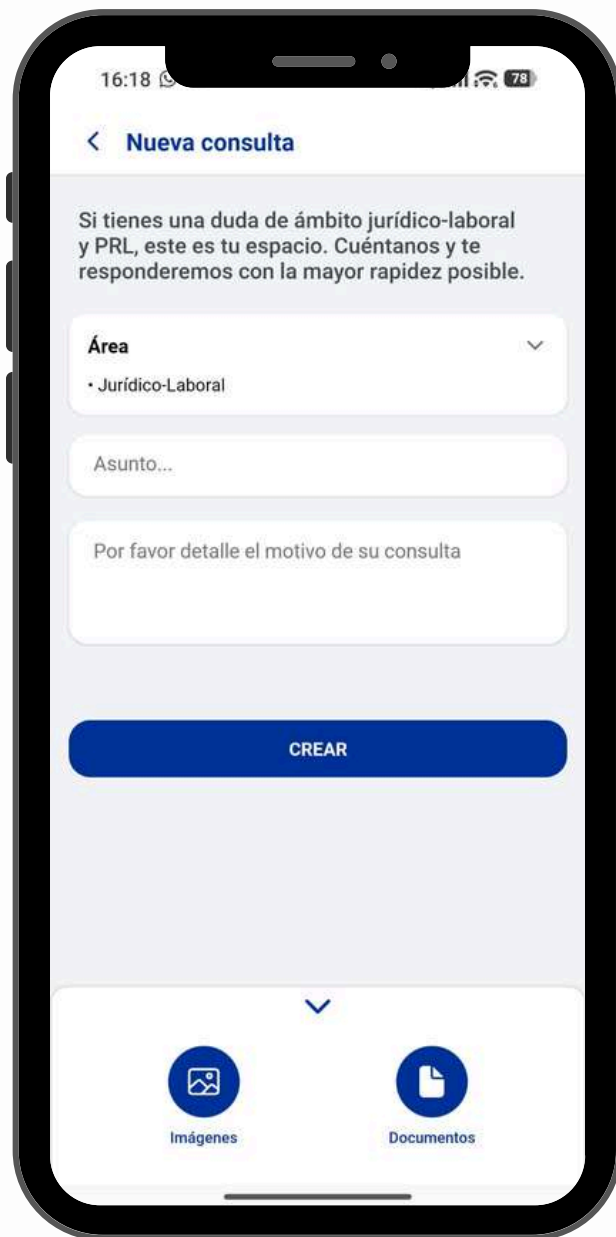 16:18
78
Nueva consulta
Si tienes una duda de ámbito jurídico-laboral
y PRL, este es tu espacio. Cuéntanos y te
responderemos con la mayor rapidez posible.
Área
• Jurídico-Laboral
Asunto...
Por favor detalle el motivo de su consulta
CREAR
Imágenes
Documentos